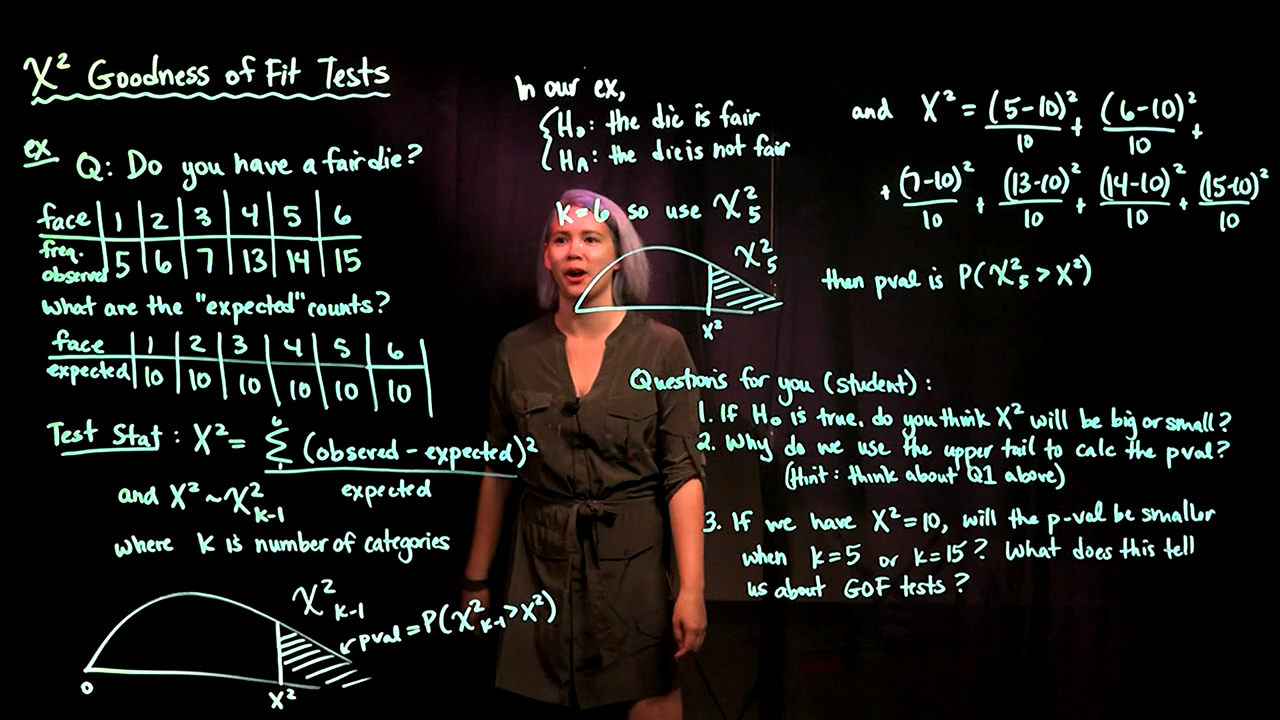 χ² Goodness of Fit Tests
ex Q: Do you have a fair die?
face | 1 | 2 | 3 | 4 | 5 | 6
freq. observed | 5 | 6 | 7 | 13 | 14 | 15
What are the "expected" counts?
face | 1 | 2 | 3 | 4 | 5 | 6
expected | 10 | 10 | 10 | 10 | 10 | 10
Test Stat: X² = 6 Σ 1 (observed - expected)² / expected
and X² ~ χ²k-1
where K is number of categories
χ²k-1
pval = P(χ²k-1 > X²)
0 X²
In our ex,
{ H₀: the die is fair
{ HA: the die is not fair
K=6 so use χ²₅
χ²₅
X²
and X² = (5-10)²/10 + (6-10)²/10 +
+ (7-10)²/10 + (13-10)²/10 + (14-10)²/10 + (15-10)²/10
then pval is P(χ²₅ > X²)
Questions for you (student):
1. If H₀ is true, do you think X² will be big or small?
2. Why do we use the upper tail to calc the pval?
(Hint: think about Q1 above)
3. If we have X²=10, will the p-val be smaller
when k=5 or k=15? What does this tell
us about GOF tests?